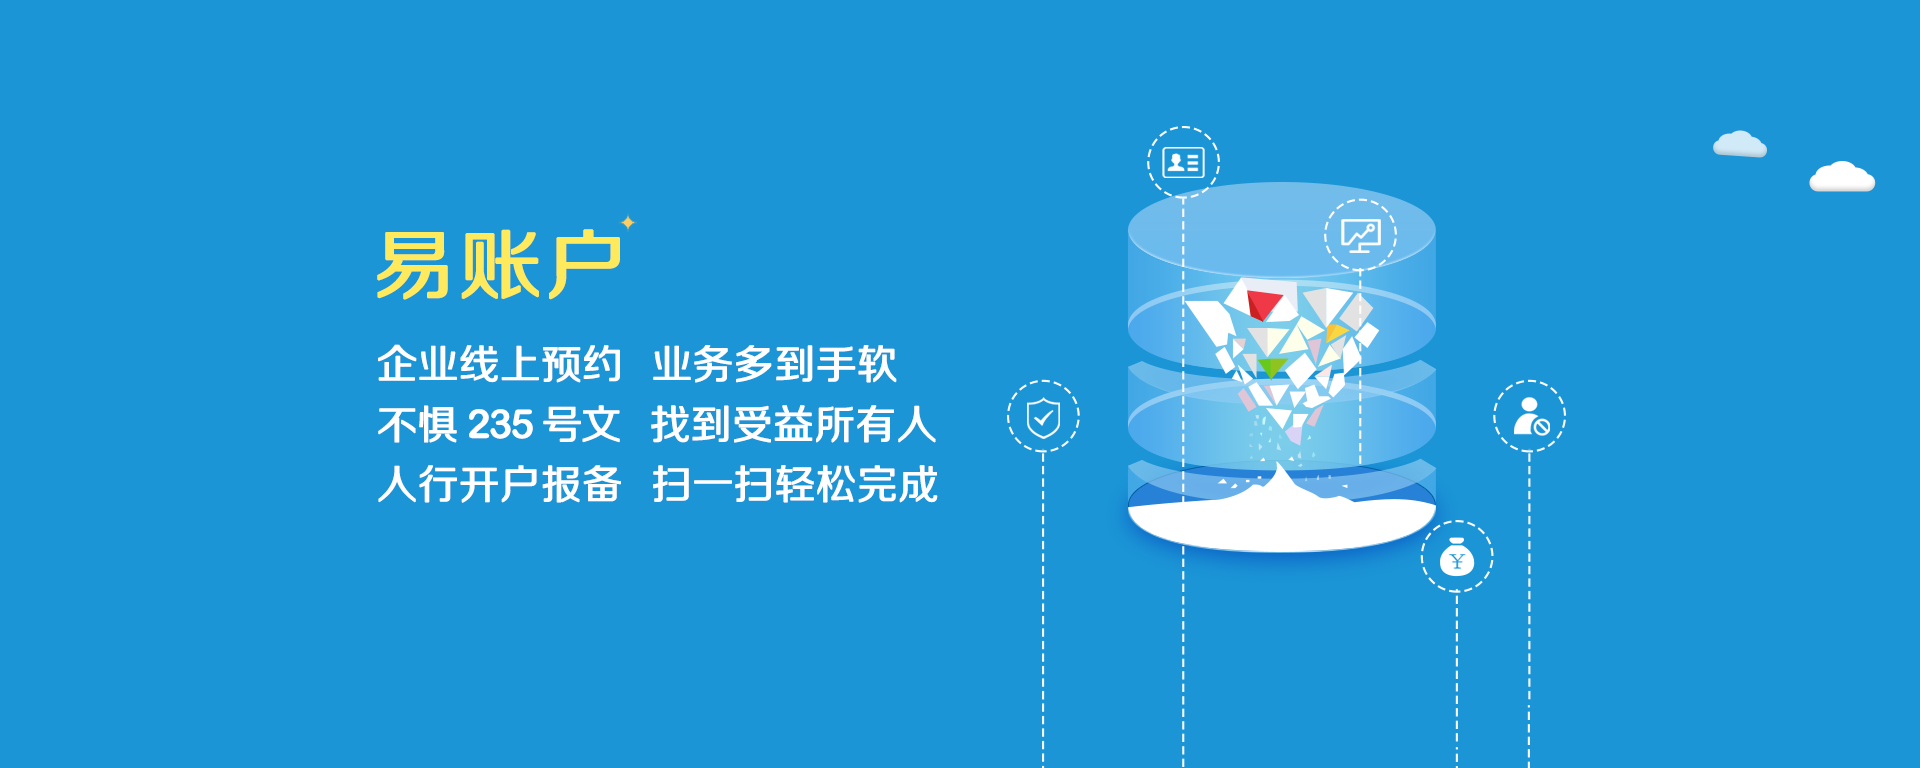 易账户
企业线上预约 业务多到手软
不惧 235 号文 找到受益所有人
人行开户报备 扫一扫轻松完成
¥